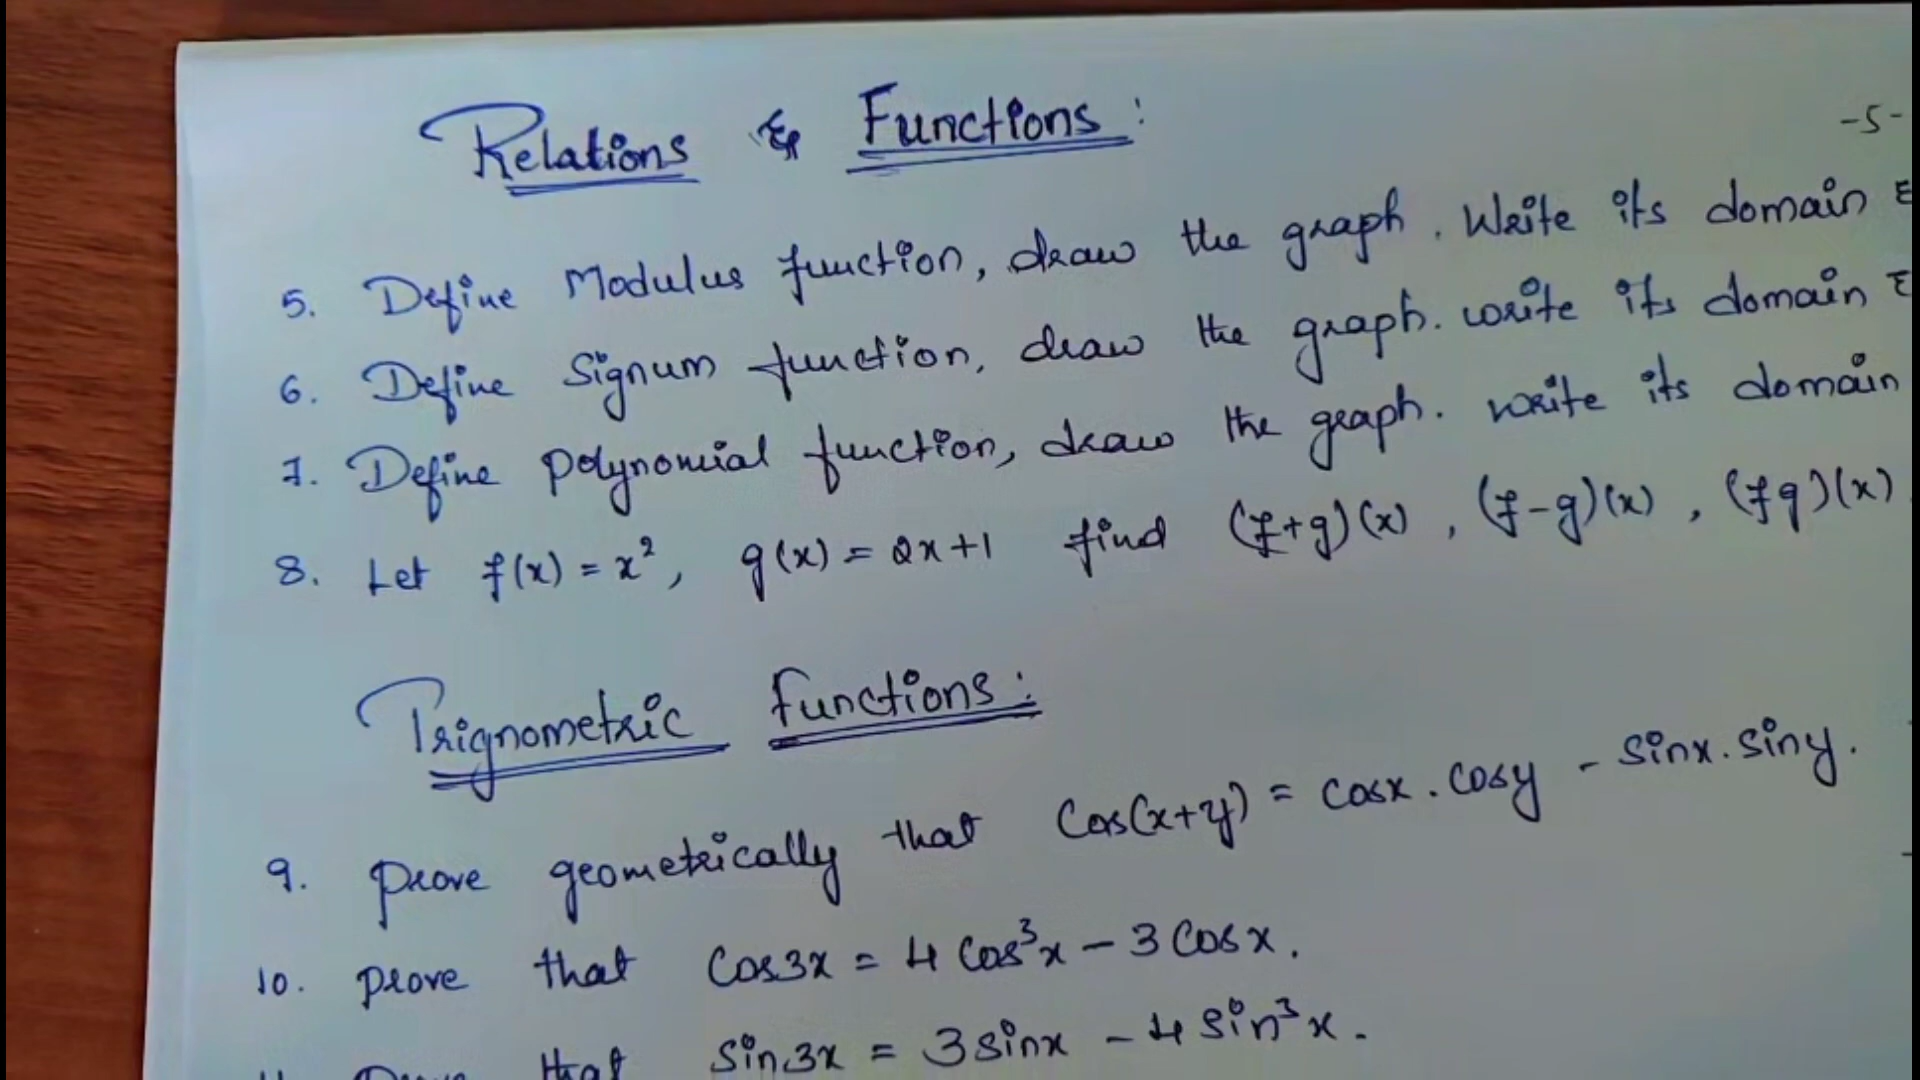 Relations & Functions:
-5-
5. Define Modulus function, draw the graph. Write its domain &
6. Define Signum function, draw the graph. write its domain &
7. Define polynomial function, draw the graph. write its domain
8. Let f(x) = x², g(x) = 2x+1 find (f+g)(x), (f-g)(x), (fg)(x)
Trignometric Functions:
9. prove geometrically that Cos(x+y) = cosx. cosy - sinx. siny.
10. prove that Cos3x = 4 Cos³x - 3 Cosx.
that sin3x = 3sinx - 4 sin³x.